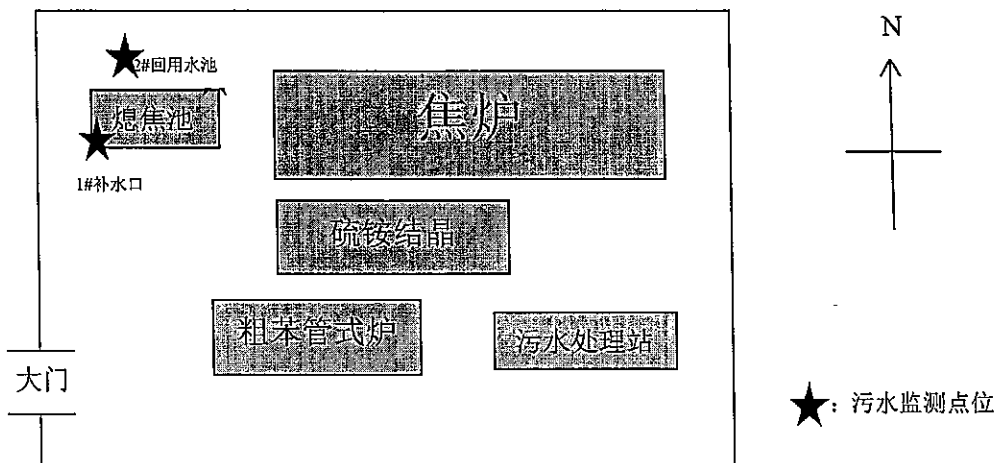 N
2#回用水池
熄焦池
1#补水口
焦炉
硫铵结晶
粗苯管式炉
污水处理站
大门
★：污水监测点位